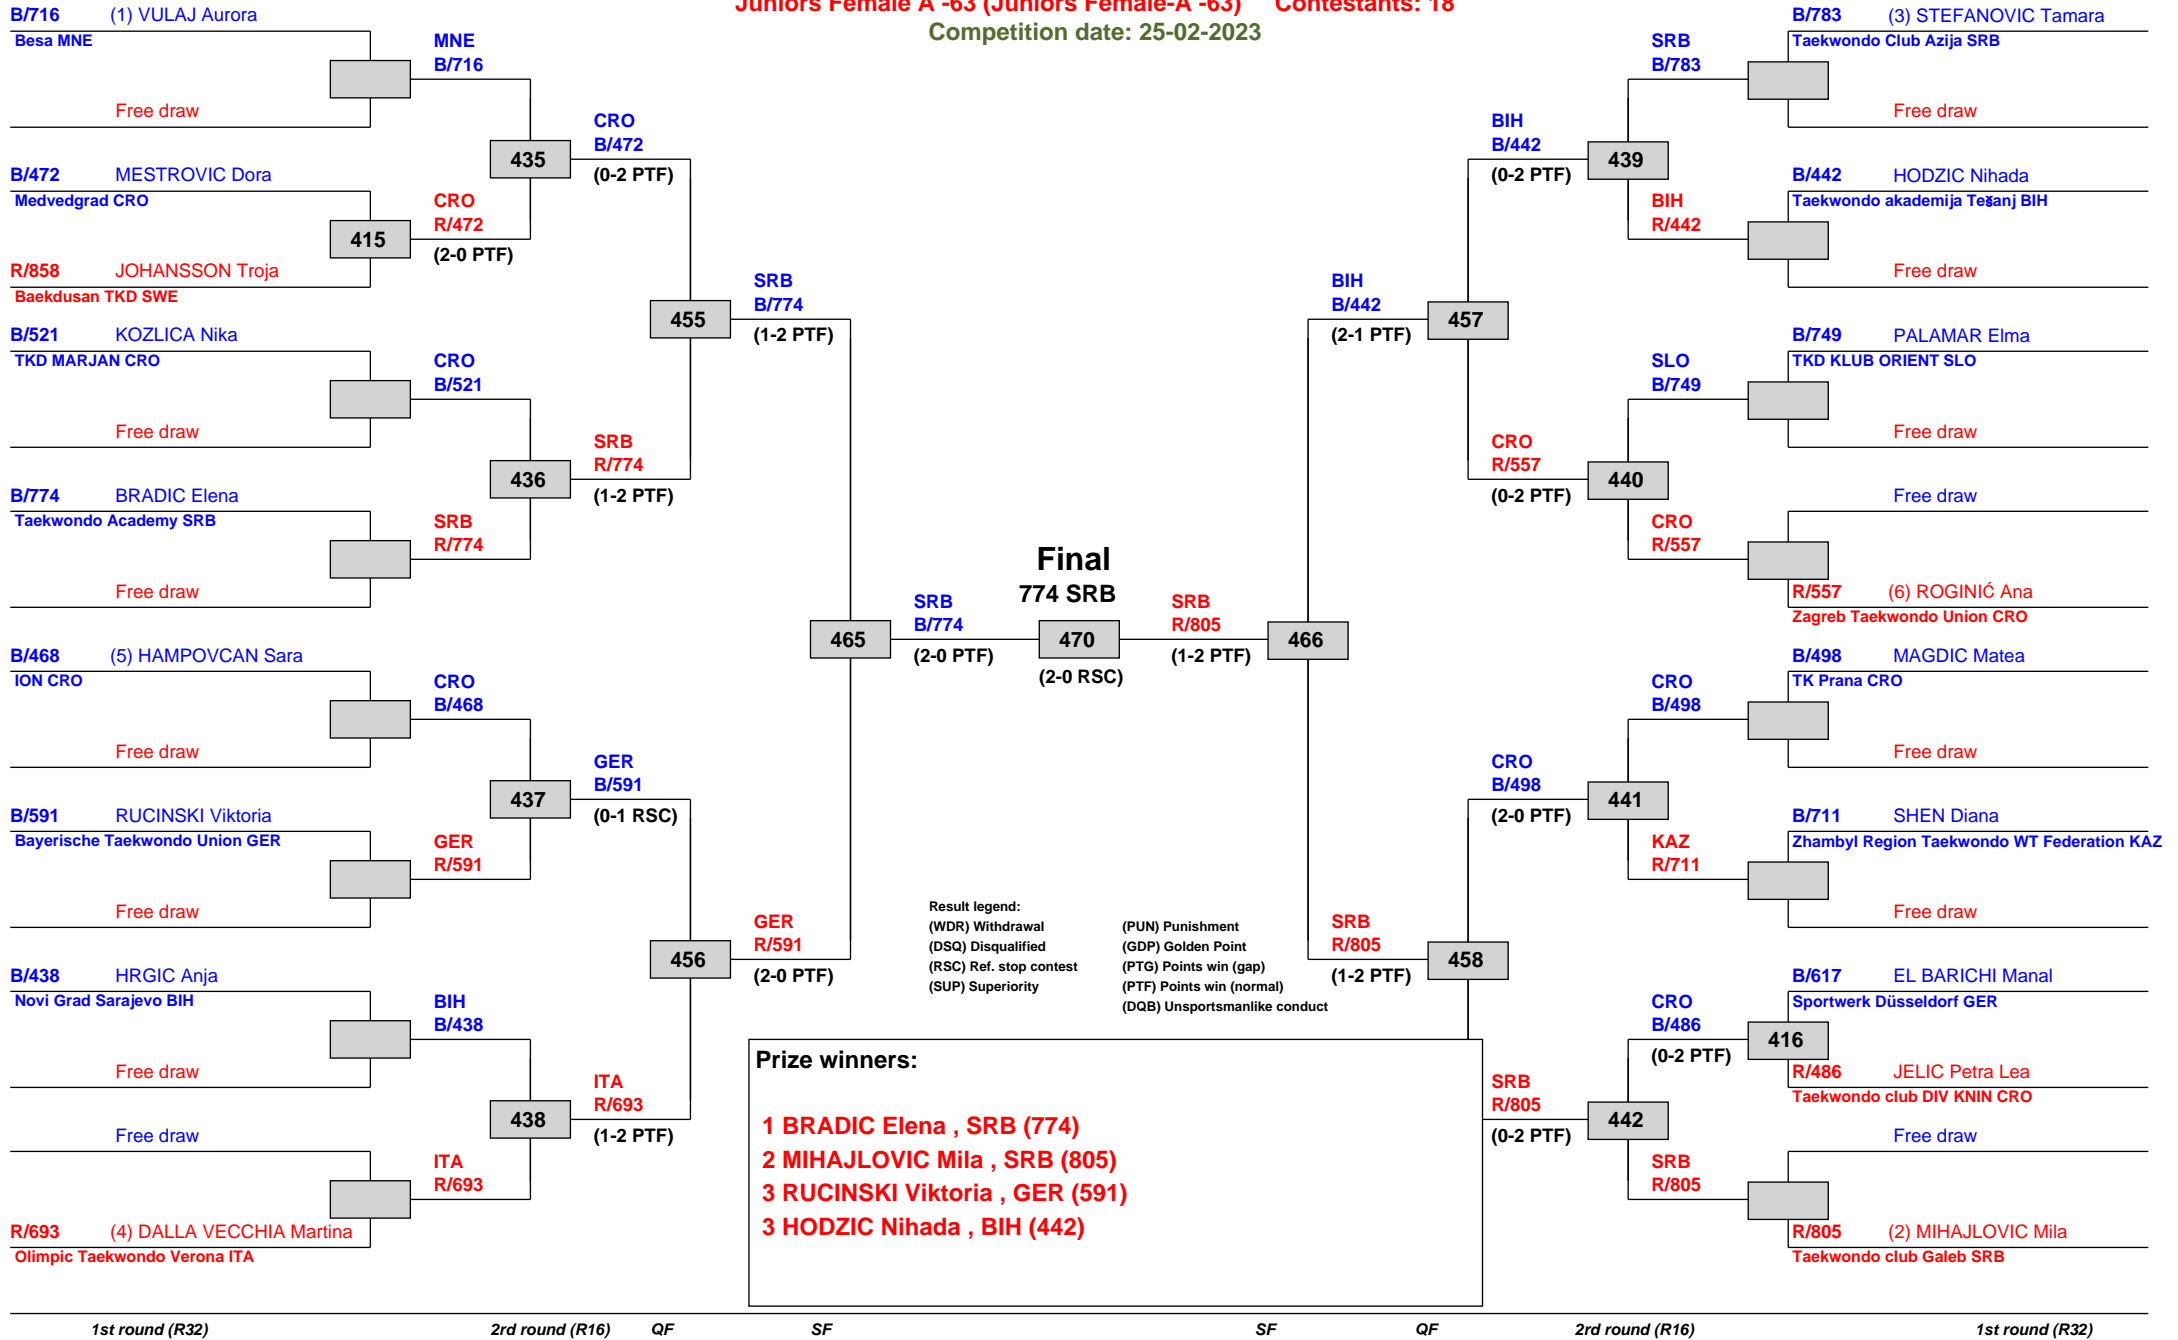 Juniors Female A -63 (Juniors Female-A -63) Contestants: 18
Competition date: 25-02-2023
B/716 (1) VULAJ Aurora
Besa MNE
Free draw
B/472 MESTROVIC Dora
Medvedgrad CRO
R/858 JOHANSSON Troja
Baekdusan TKD SWE
B/521 KOZLICA Nika
TKD MARJAN CRO
Free draw
B/774 BRADIC Elena
Taekwondo Academy SRB
Free draw
B/468 (5) HAMPOVCAN Sara
ION CRO
Free draw
B/591 RUCINSKI Viktoria
Bayerische Taekwondo Union GER
Free draw
B/438 HRGIC Anja
Novi Grad Sarajevo BIH
Free draw
Free draw
R/693 (4) DALLA VECCHIA Martina
Olimpic Taekwondo Verona ITA
415
MNE
B/716
CRO
R/472
(2-0 PTF)
CRO
B/521
SRB
R/774
CRO
B/468
GER
R/591
BIH
B/438
ITA
R/693
435
436
437
438
CRO
B/472
(0-2 PTF)
SRB
R/774
(1-2 PTF)
GER
B/591
(0-1 RSC)
ITA
R/693
(1-2 PTF)
455
456
SRB
B/774
(1-2 PTF)
GER
R/591
(2-0 PTF)
465
SRB
B/774
(2-0 PTF)
Final
774 SRB
470
(2-0 RSC)
SRB
R/805
(1-2 PTF)
466
BIH
B/442
(2-1 PTF)
SRB
R/805
(1-2 PTF)
457
458
BIH
B/442
(0-2 PTF)
CRO
R/557
(0-2 PTF)
CRO
B/498
(2-0 PTF)
SRB
R/805
(0-2 PTF)
439
440
441
442
SRB
B/783
BIH
R/442
SLO
B/749
CRO
R/557
CRO
B/498
KAZ
R/711
CRO
B/486
(0-2 PTF)
SRB
R/805
416
B/783 (3) STEFANOVIC Tamara
Taekwondo Club Azija SRB
Free draw
B/442 HODZIC Nihada
Taekwondo akademija Tešanj BIH
Free draw
B/749 PALAMAR Elma
TKD KLUB ORIENT SLO
Free draw
Free draw
R/557 (6) ROGINIĆ Ana
Zagreb Taekwondo Union CRO
B/498 MAGDIC Matea
TK Prana CRO
Free draw
B/711 SHEN Diana
Zhambyl Region Taekwondo WT Federation KAZ
Free draw
B/617 EL BARICHI Manal
Sportwerk Düsseldorf GER
R/486 JELIC Petra Lea
Taekwondo club DIV KNIN CRO
Free draw
R/805 (2) MIHAJLOVIC Mila
Taekwondo club Galeb SRB
Result legend:
(WDR) Withdrawal (PUN) Punishment
(DSQ) Disqualified (GDP) Golden Point
(RSC) Ref. stop contest (PTG) Points win (gap)
(SUP) Superiority (PTF) Points win (normal)
(DQB) Unsportsmanlike conduct
Prize winners:
1 BRADIC Elena , SRB (774)
2 MIHAJLOVIC Mila , SRB (805)
3 RUCINSKI Viktoria , GER (591)
3 HODZIC Nihada , BIH (442)
1st round (R32) 2rd round (R16) QF SF SF QF 2rd round (R16) 1st round (R32)